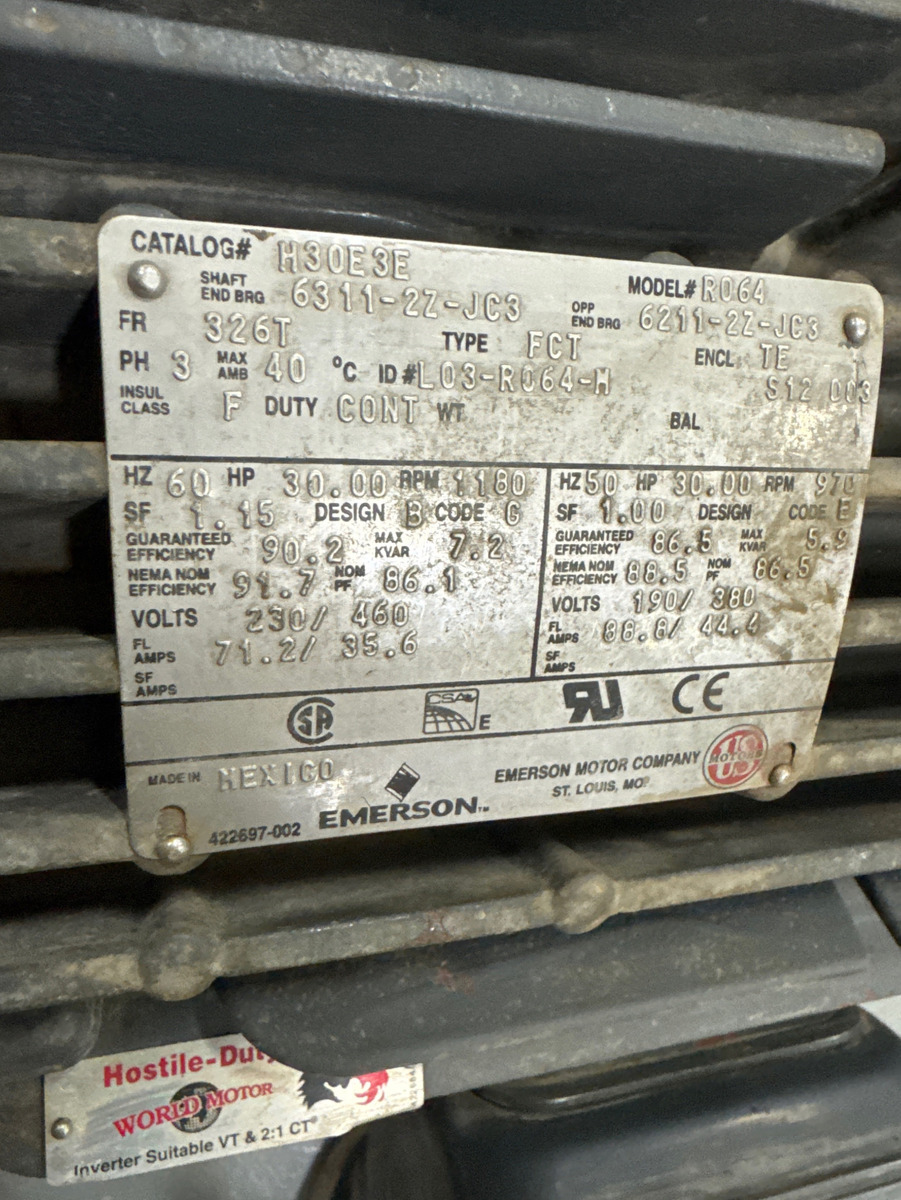 CATALOG# H30E3E MODEL# R064
SHAFT END BRG 6311-2Z-JC3 OPP END BRG 6211-2Z-JC3
FR 326T TYPE FCT ENCL TE
PH 3 MAX AMB 40 °C ID# L03-R064-M S12 003
INSUL CLASS F DUTY CONT WT BAL
HZ 60 HP 30.00 RPM 1180
SF 1.15 DESIGN B CODE G
GUARANTEED EFFICIENCY 90.2 MAX KVAR 7.2
NEMA NOM EFFICIENCY 91.7 NOM PF 86.1
VOLTS 230/ 460
FL AMPS 71.2/ 35.6
SF AMPS
HZ 50 HP 30.00 RPM 970
SF 1.00 DESIGN CODE E
GUARANTEED EFFICIENCY 86.5 MAX KVAR 5.9
NEMA NOM EFFICIENCY 88.5 NOM PF 86.5
VOLTS 190/ 380
FL AMPS 88.8/ 44.4
SF AMPS
SA CSA E RU CE
MADE IN MEXICO
EMERSON MOTOR COMPANY
ST. LOUIS, MO.
US MOTORS
422697-002 EMERSON™
Hostile-Duty
WORLD MOTOR
Inverter Suitable VT & 2:1 CT